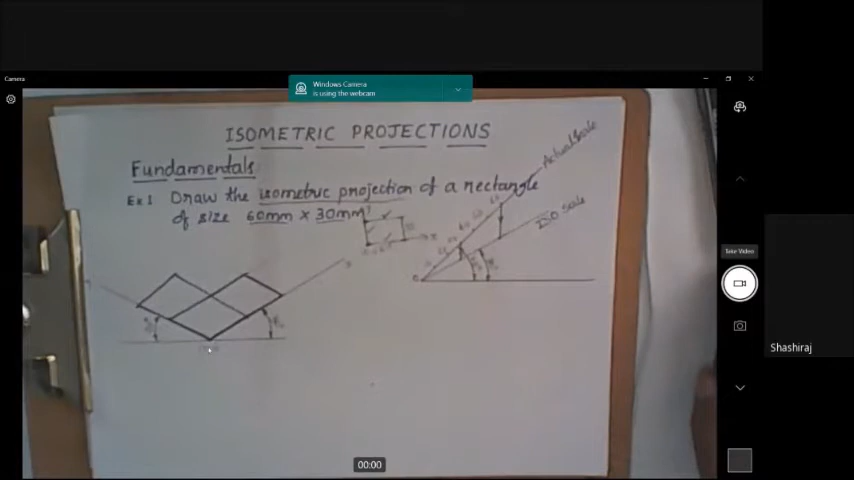 Camera
Windows Camera
is using the webcam
ISOMETRIC PROJECTIONS
Fundamentals
Ex 1 Draw the isometric projection of a rectangle
of size 60mm x 30mm?
Actual Scale
ISO Scale
Take Video
Shashiraj
00:00